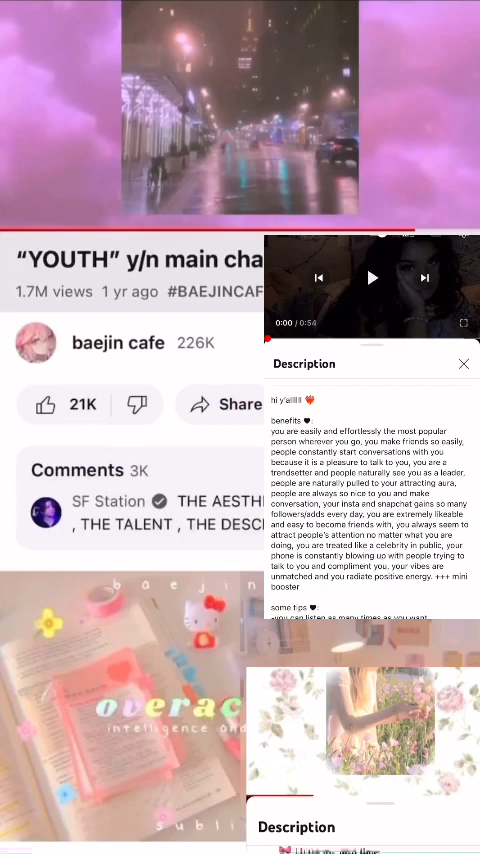 “YOUTH” y/n main cha
1.7M views 1 yr ago #BAEJINCAF
baejin cafe 226K
21K
Share
Comments 3K
SF Station THE AESTH
, THE TALENT , THE DESCI
0:00 / 0:54
Description
hi y'alllll ❤️‍🔥
benefits ♥:
you are easily and effortlessly the most popular
person wherever you go, you make friends so easily,
people constantly start conversations with you
because it is a pleasure to talk to you, you are a
trendsetter and people naturally see you as a leader,
people are naturally pulled to your attracting aura,
people are always so nice to you and make
conversation, your insta and snapchat gains so many
followers/adds every day, you are extremely likeable
and easy to become friends with, you always seem to
attract people's attention no matter what you are
doing, you are treated like a celebrity in public, your
phone is constantly blowing up with people trying to
talk to you and compliment you, your vibes are
unmatched and you radiate positive energy. +++ mini
booster
some tips ♥:
-you can listen as many times as you want
baejin
overac
intelligence and
subli
Description